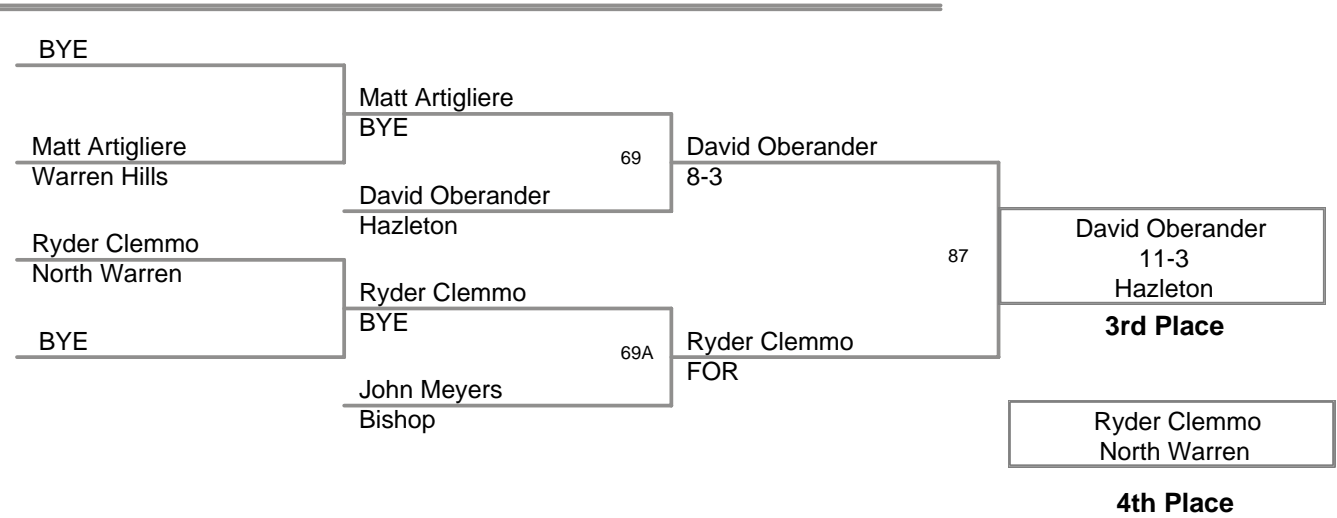 BYE
Matt Artigliere
BYE
Matt Artigliere
Warren Hills
69
David Oberander
8-3
David Oberander
Hazleton
Ryder Clemmo
North Warren
87
David Oberander
11-3
Hazleton
3rd Place
Ryder Clemmo
BYE
BYE
69A
Ryder Clemmo
FOR
John Meyers
Bishop
Ryder Clemmo
North Warren
4th Place